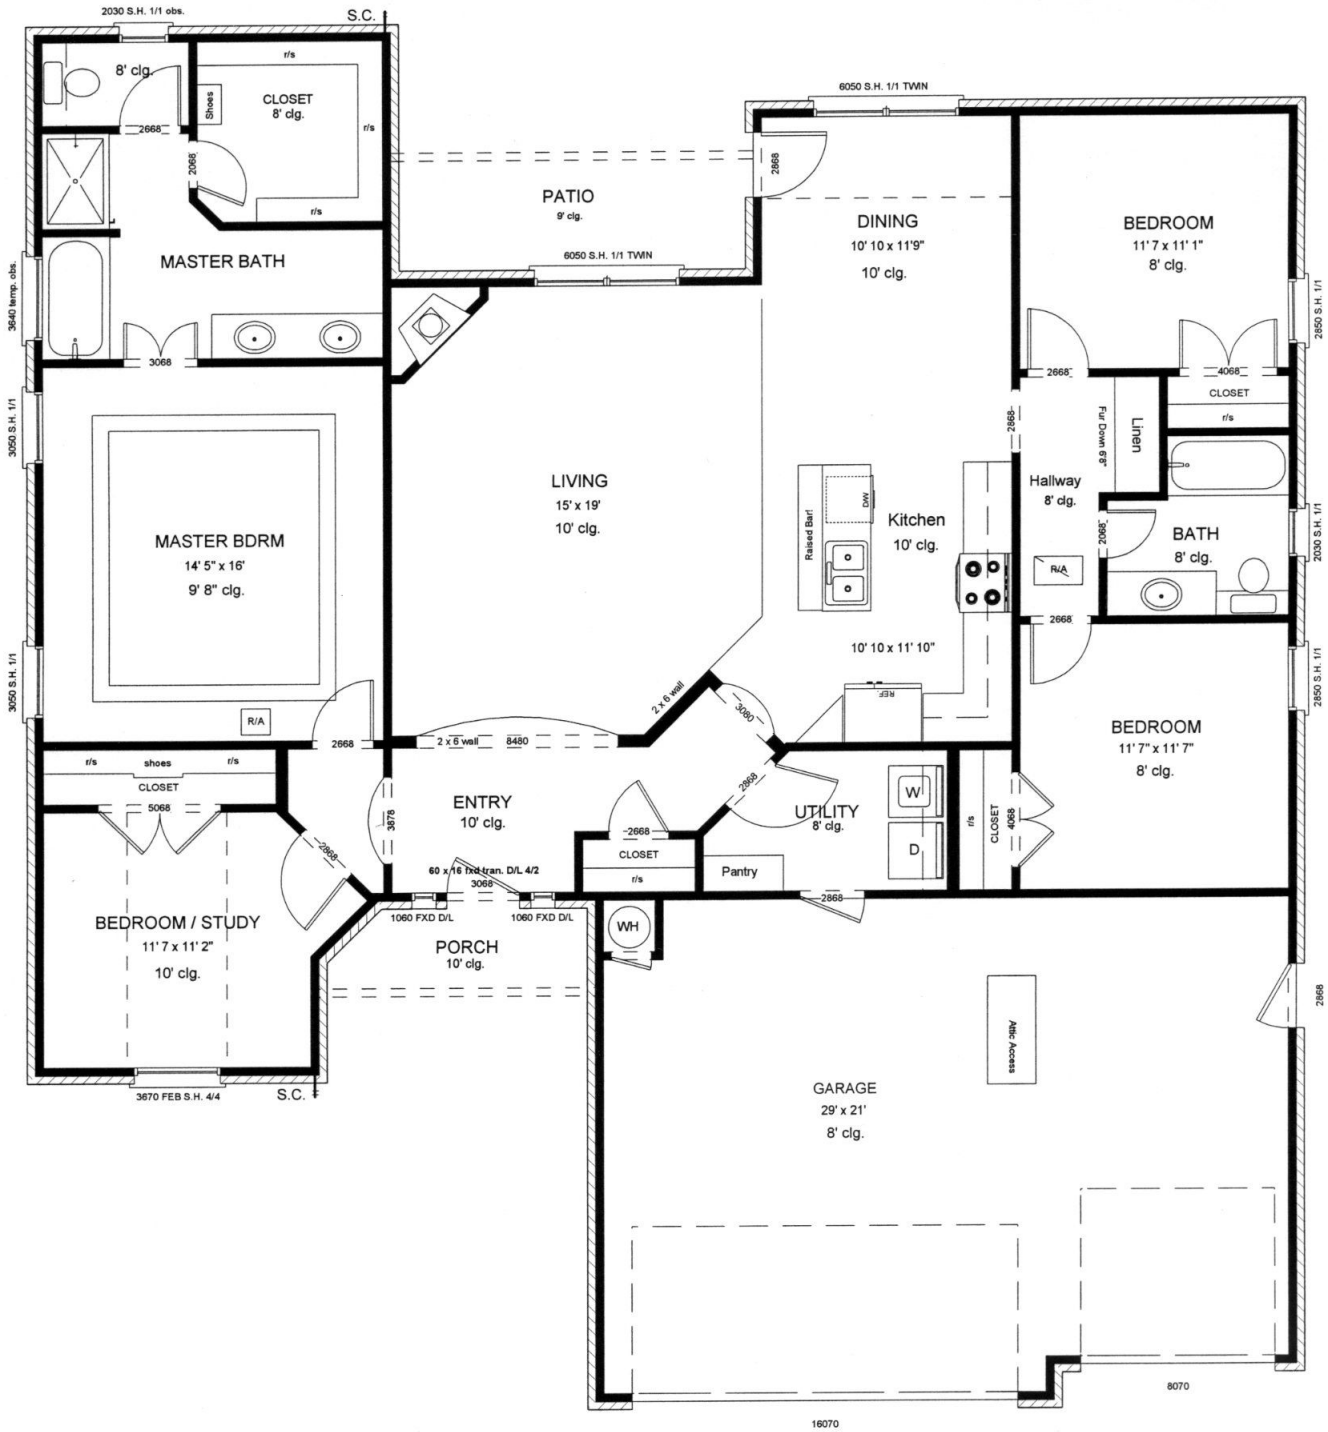 2030 S.H. 1/1 obs.
S.C.
8' clg.
2668
r/s
Shoes
CLOSET
8' clg.
r/s
2068
r/s
6050 S.H. 1/1 TWIN
2868
PATIO
9' clg.
6050 S.H. 1/1 TWIN
DINING
10' 10 x 11'9"
10' clg.
BEDROOM
11' 7 x 11' 1"
8' clg.
2850 S.H. 1/1
MASTER BATH
3640 temp. obs.
3068
2668
4068
CLOSET
r/s
3050 S.H. 1/1
2868
Fur Down 6'8"
Linen
LIVING
15' x 19'
10' clg.
Hallway
8' clg.
D/W
Raised Bar!
Kitchen
10' clg.
2068
BATH
8' clg.
2030 S.H. 1/1
MASTER BDRM
14' 5" x 16'
9' 8" clg.
R/A
2668
10' 10 x 11' 10"
3050 S.H. 1/1
2850 S.H. 1/1
2 x 6 wall
REF
3080
R/A
2668
2 x 6 wall
8480
BEDROOM
11' 7" x 11' 7"
8' clg.
r/s
shoes
r/s
CLOSET
5068
2868
W
UTILITY
8' clg.
D
r/s
CLOSET
4068
3878
ENTRY
10' clg.
2668
CLOSET
r/s
2868
Pantry
60 x 16 fxd tran. D/L 4/2
3068
2868
1060 FXD D/L
1060 FXD D/L
BEDROOM / STUDY
11' 7 x 11' 2"
10' clg.
PORCH
10' clg.
WH
2868
Attic Access
3670 FEB S.H. 4/4
S.C.
GARAGE
29' x 21'
8' clg.
8070
16070